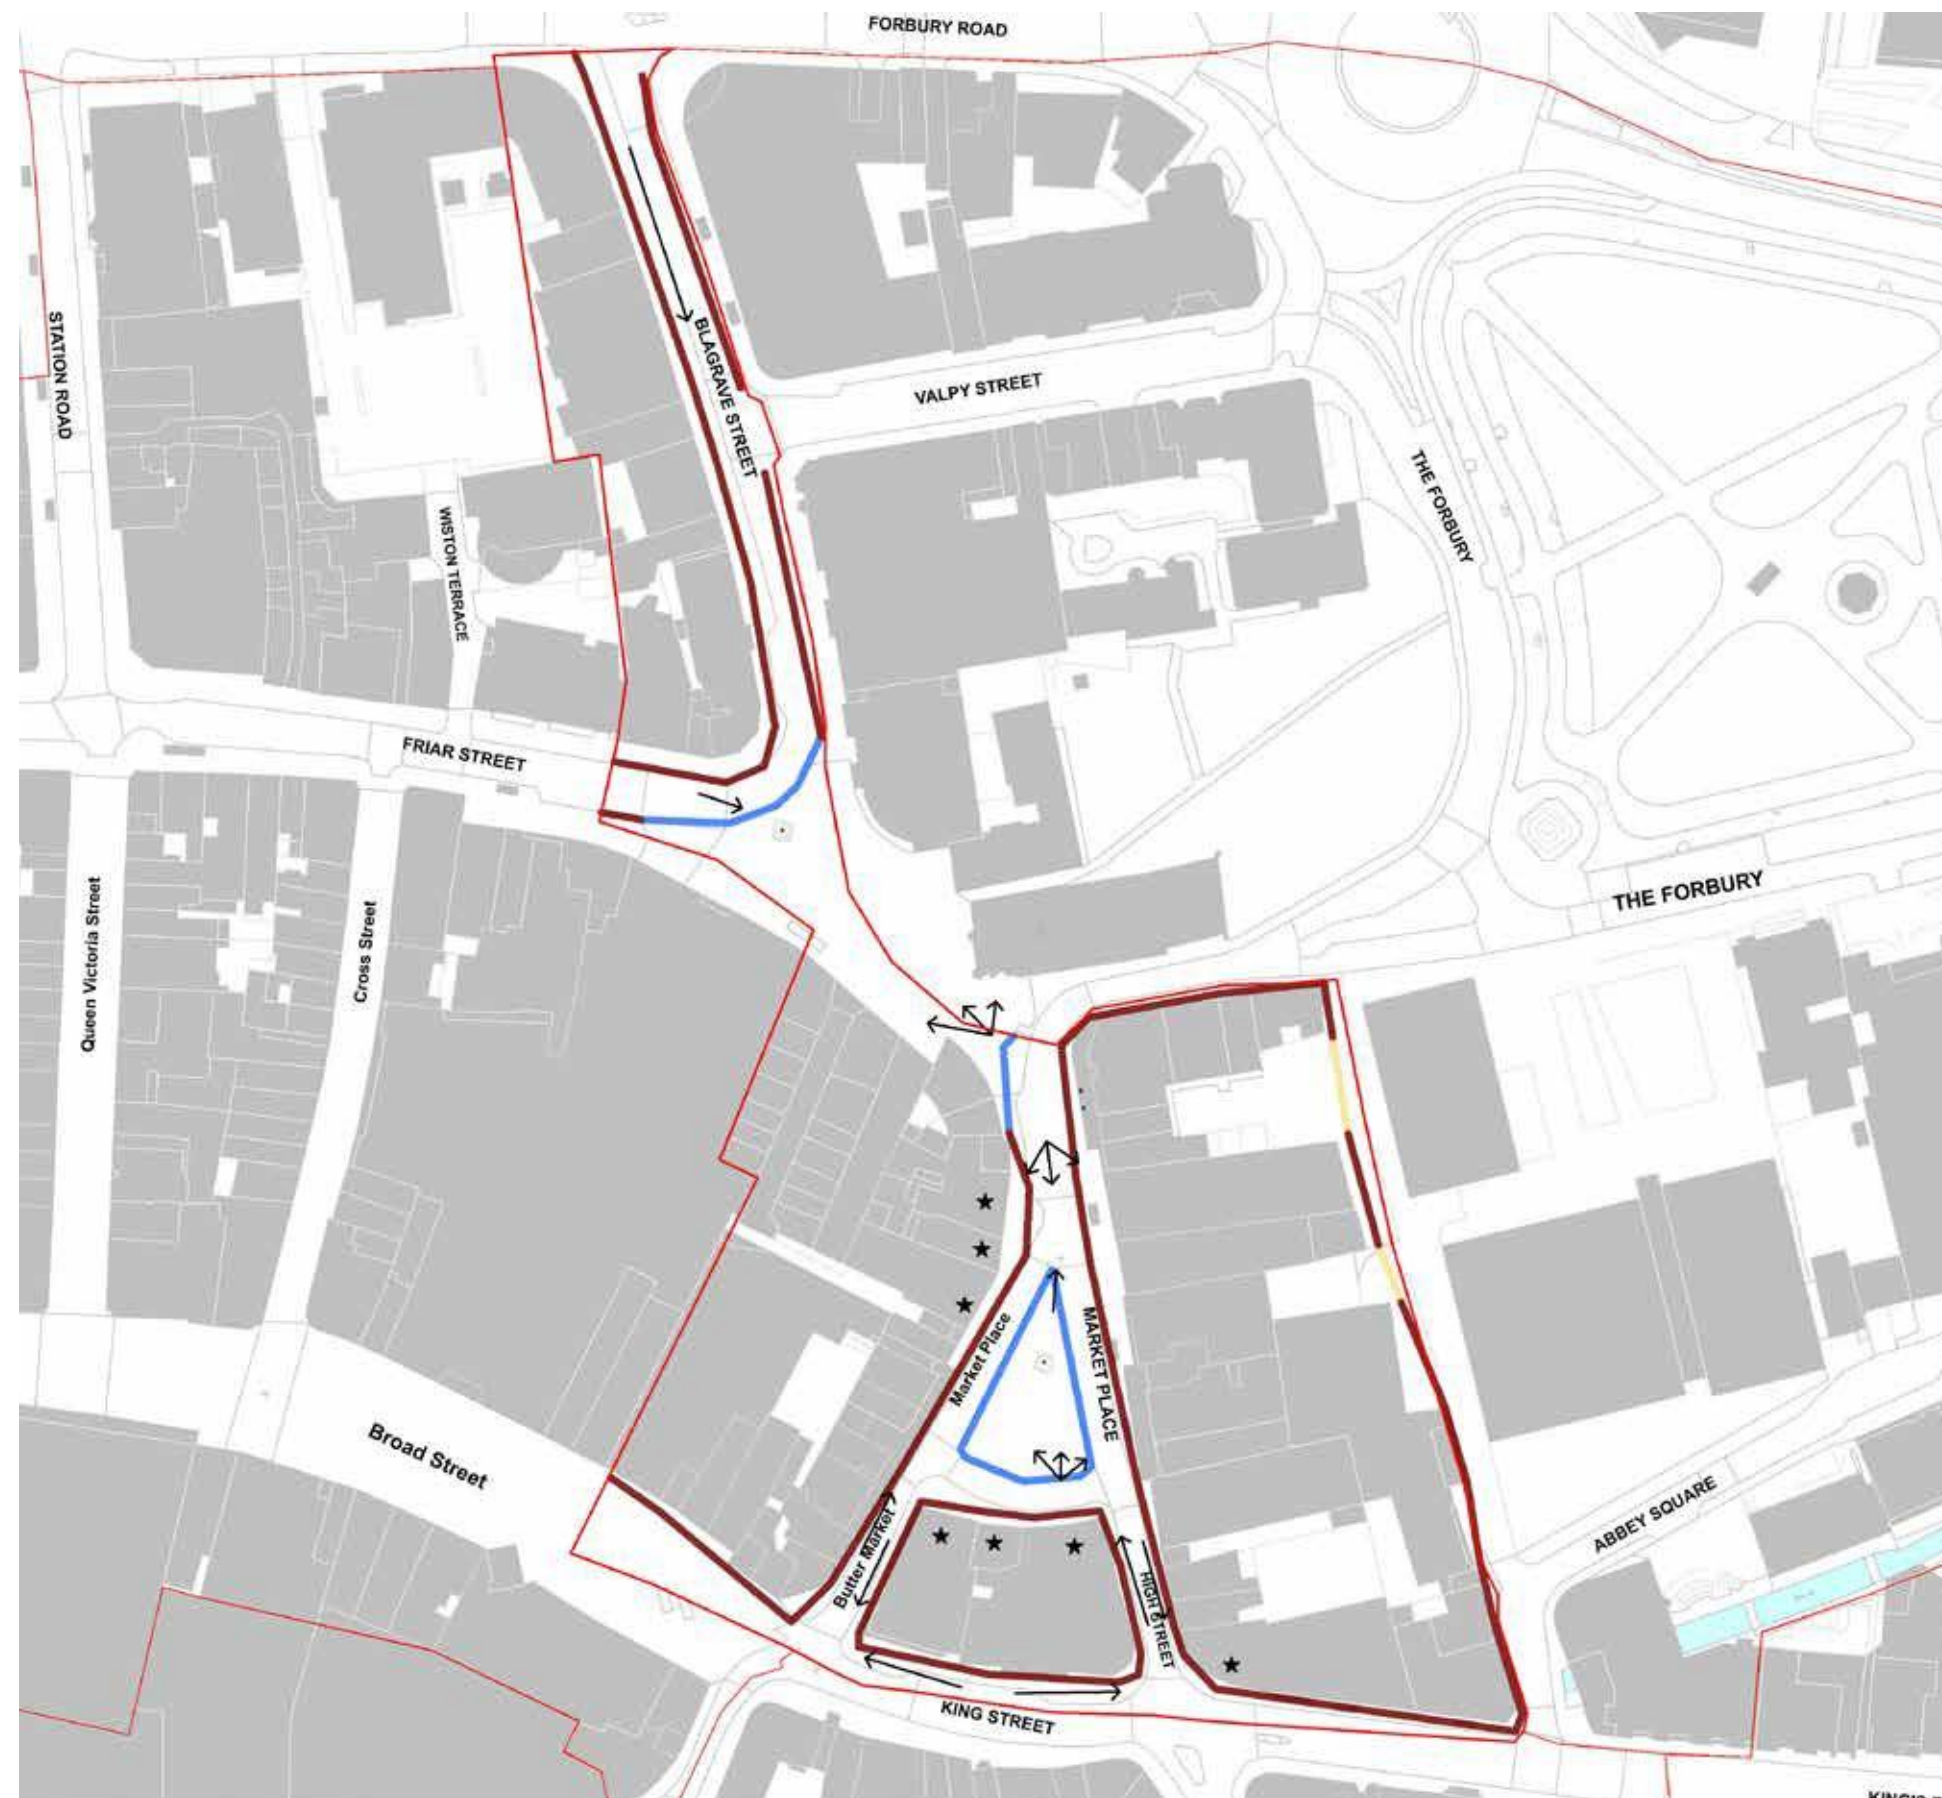 FORBURY ROAD
STATION ROAD
BLAGRAVE STREET
VALPY STREET
THE FORBURY
WISTON TERRACE
FRIAR STREET
THE FORBURY
Queen Victoria Street
Cross Street
Market Place
MARKET PLACE
Broad Street
Butter Market
HIGH STREET
ABBEY SQUARE
KING STREET